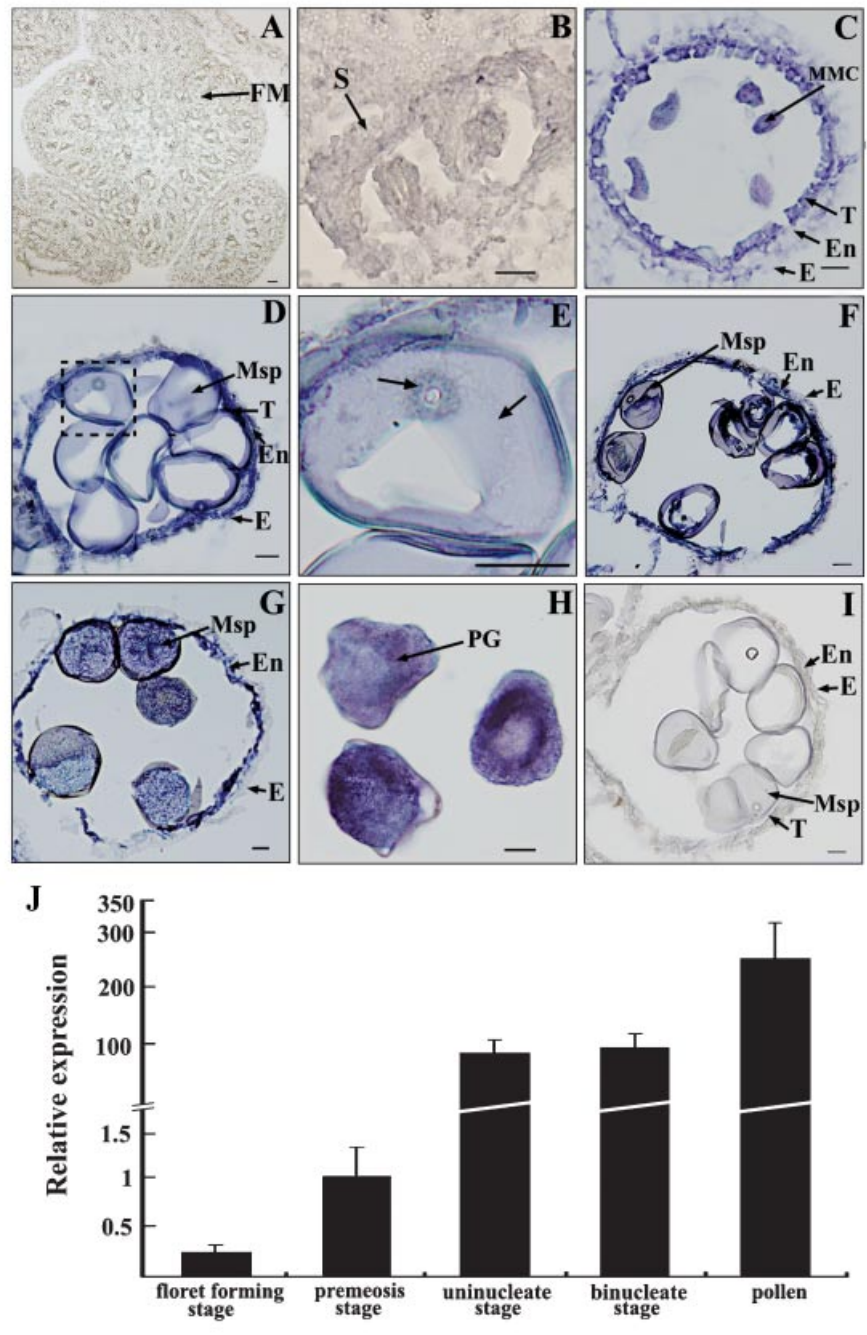 A
FM
B
S
C
MMC
T
En
E
D
Msp
T
En
E
E
F
Msp
En
E
G
Msp
En
E
H
PG
I
En
E
Msp
T
J
Relative expression
350
300
200
100
1.5
1
0.5
floret forming stage
premeosis stage
uninucleate stage
binucleate stage
pollen